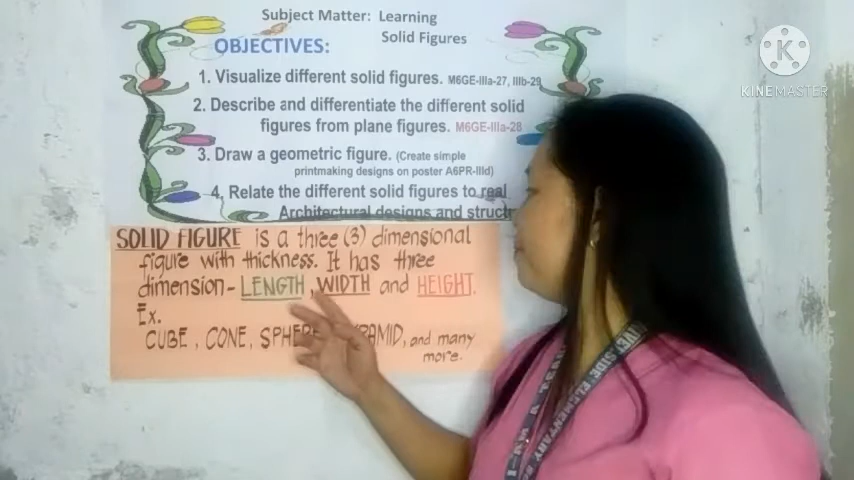 Subject Matter: Learning
Solid Figures
OBJECTIVES:
1. Visualize different solid figures. M6GE-IIIa-27, IIIb-29
2. Describe and differentiate the different solid
figures from plane figures. M6GE-IIIa-28
3. Draw a geometric figure. (Create simple
printmaking designs on poster A6PR-IIId)
4. Relate the different solid figures to real
Architectural designs and
SOLID FIGURE is a three (3) dimensional
figure with thickness. It has three
dimension- LENGTH, WIDTH and HEIGHT.
Ex.
CUBE, CONE, SPHERE, and many
more.
KINEMASTER
ELEMENTARY